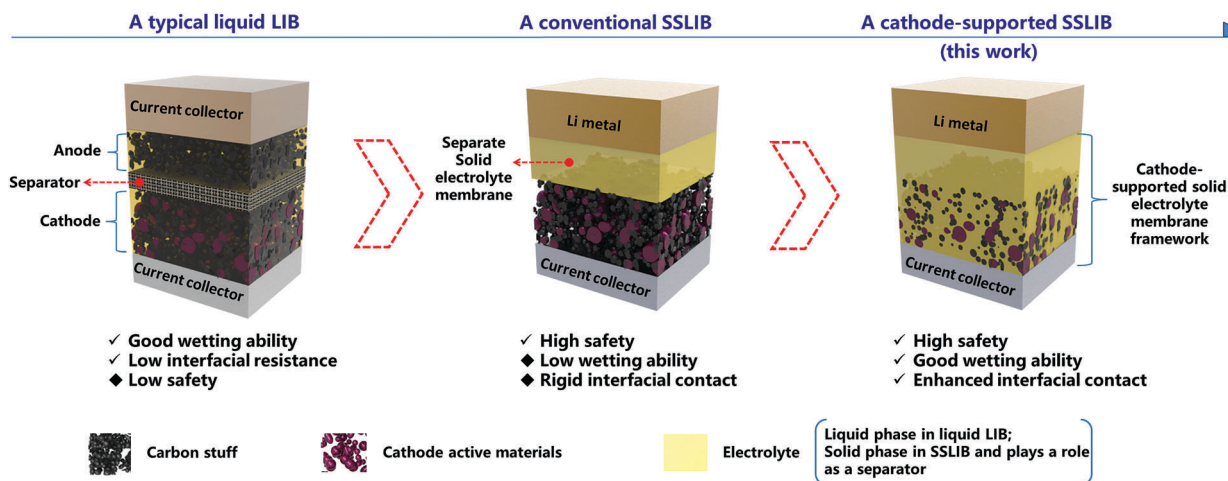 A typical liquid LIB
A conventional SSLIB
A cathode-supported SSLIB
(this work)
Current collector
Anode
Separator
Cathode
Current collector
Li metal
Separate
Solid
electrolyte
membrane
Current collector
Li metal
Cathode-
supported solid
electrolyte
membrane
framework
Current collector
✓ Good wetting ability
✓ Low interfacial resistance
◆ Low safety
✓ High safety
◆ Low wetting ability
◆ Rigid interfacial contact
✓ High safety
✓ Good wetting ability
✓ Enhanced interfacial contact
Carbon stuff
Cathode active materials
Electrolyte
Liquid phase in liquid LIB;
Solid phase in SSLIB and plays a role
as a separator